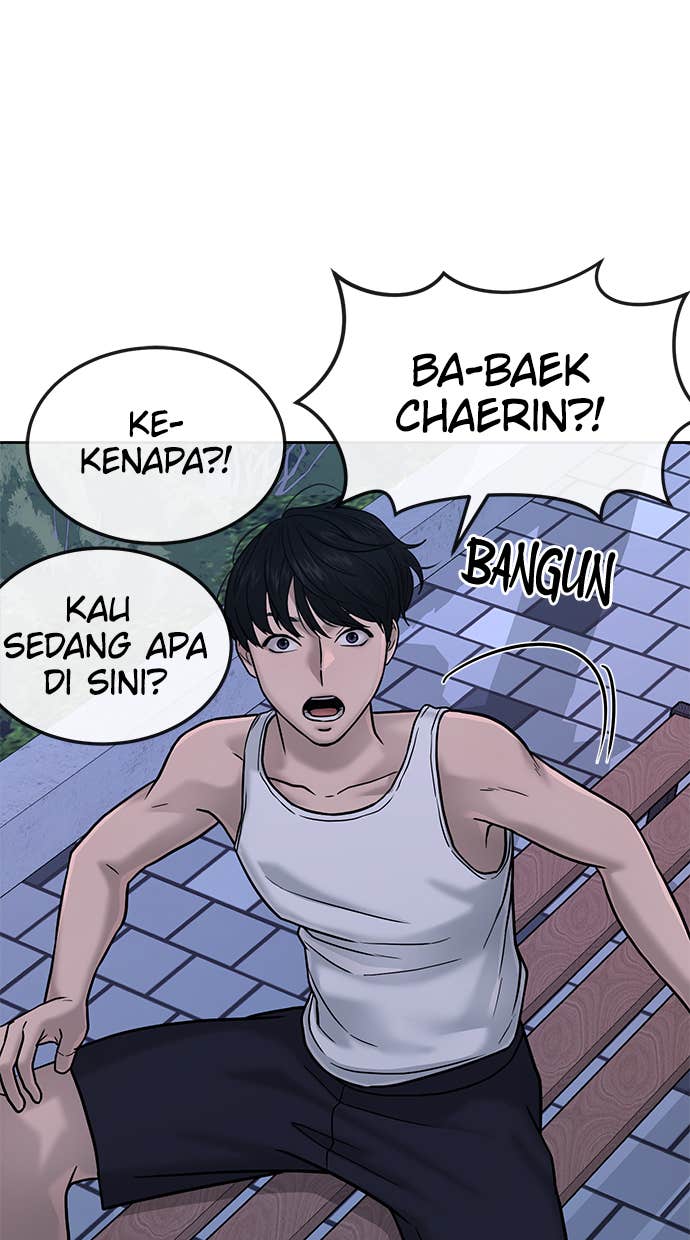 BA-BAEK
CHAERIN?!
KE-
KENAPA?!
BANGUN
KAU
SEDANG APA
DI SINI?